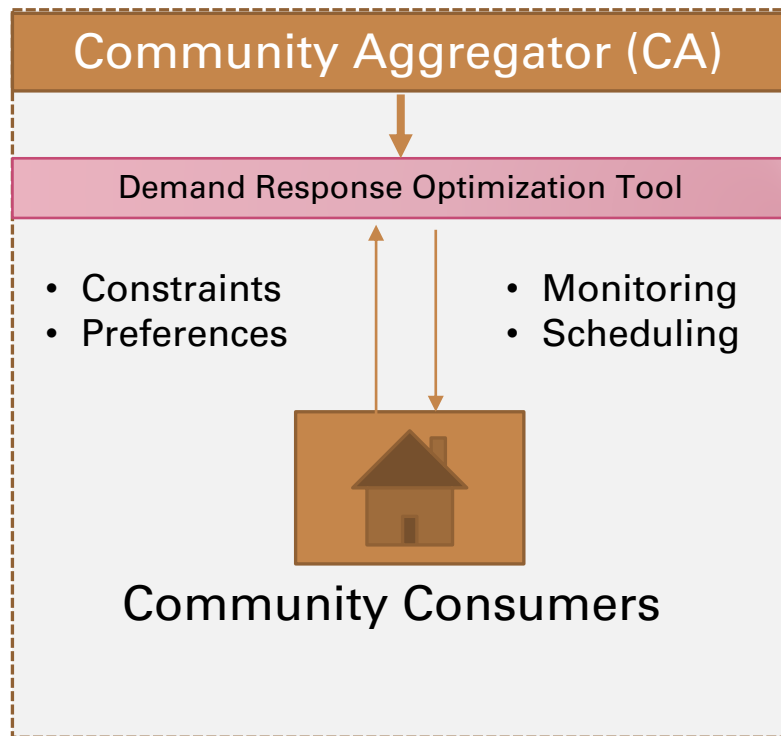 Community Aggregator (CA)
Demand Response Optimization Tool
• Constraints
• Preferences
• Monitoring
• Scheduling
Community Consumers